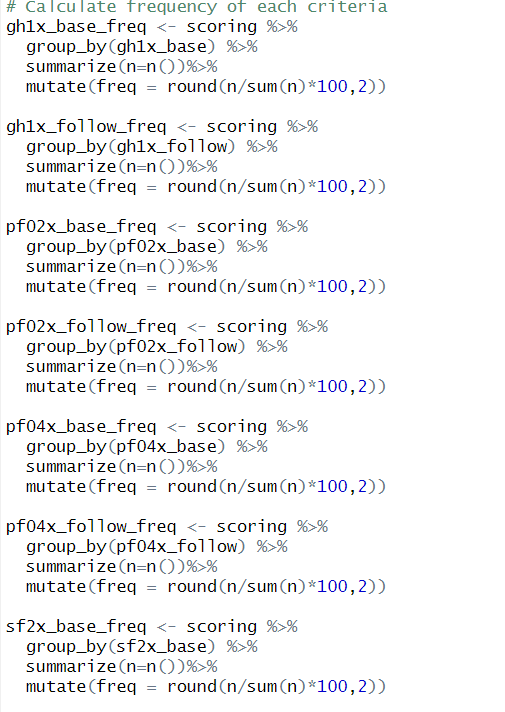 # Calculate frequency of each criteria
gh1x_base_freq <- scoring %>%
  group_by(gh1x_base) %>%
  summarize(n=n())%>%
  mutate(freq = round(n/sum(n)*100,2))

gh1x_follow_freq <- scoring %>%
  group_by(gh1x_follow) %>%
  summarize(n=n())%>%
  mutate(freq = round(n/sum(n)*100,2))

pf02x_base_freq <- scoring %>%
  group_by(pf02x_base) %>%
  summarize(n=n())%>%
  mutate(freq = round(n/sum(n)*100,2))

pf02x_follow_freq <- scoring %>%
  group_by(pf02x_follow) %>%
  summarize(n=n())%>%
  mutate(freq = round(n/sum(n)*100,2))

pf04x_base_freq <- scoring %>%
  group_by(pf04x_base) %>%
  summarize(n=n())%>%
  mutate(freq = round(n/sum(n)*100,2))

pf04x_follow_freq <- scoring %>%
  group_by(pf04x_follow) %>%
  summarize(n=n())%>%
  mutate(freq = round(n/sum(n)*100,2))

sf2x_base_freq <- scoring %>%
  group_by(sf2x_base) %>%
  summarize(n=n())%>%
  mutate(freq = round(n/sum(n)*100,2))